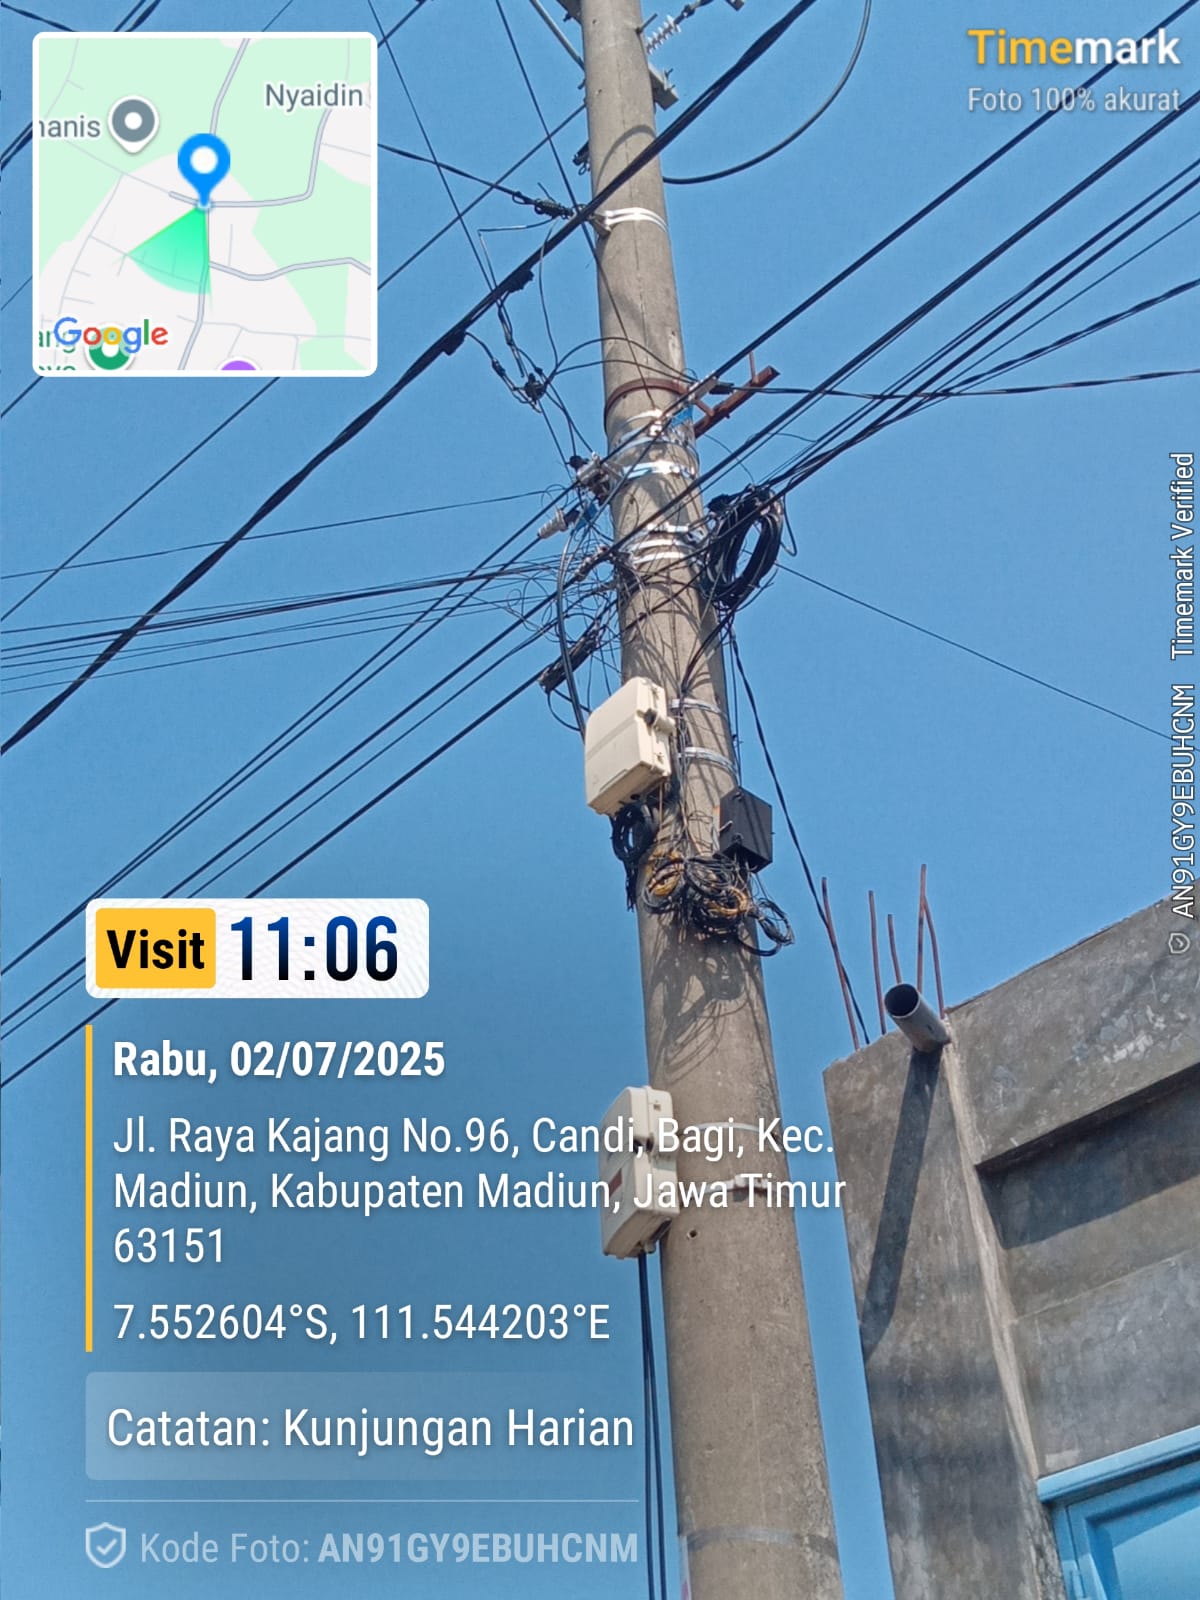 Timemark
Foto 100% akurat
Nyaidin
hanis
Google
Visit 11:06
Rabu, 02/07/2025
Jl. Raya Kajang No.96, Candi, Bagi, Kec.
Madiun, Kabupaten Madiun, Jawa Timur
63151
7.552604°S, 111.544203°E
Catatan: Kunjungan Harian
Kode Foto: AN91GY9EBUHCNM
AN91GY9EBUHCNM Timemark Verified